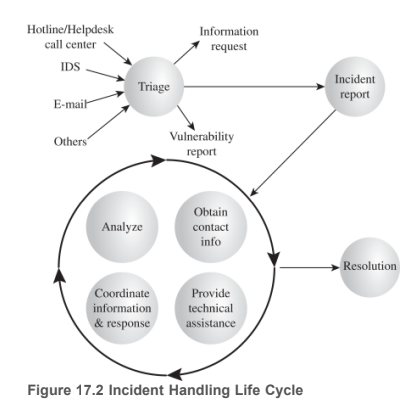 Hotline/Helpdesk
call center
IDS
E-mail
Others
Triage
Information
request
Vulnerability
report
Incident
report
Analyze
Obtain
contact
info
Coordinate
information
& response
Provide
technical
assistance
Resolution
Figure 17.2 Incident Handling Life Cycle